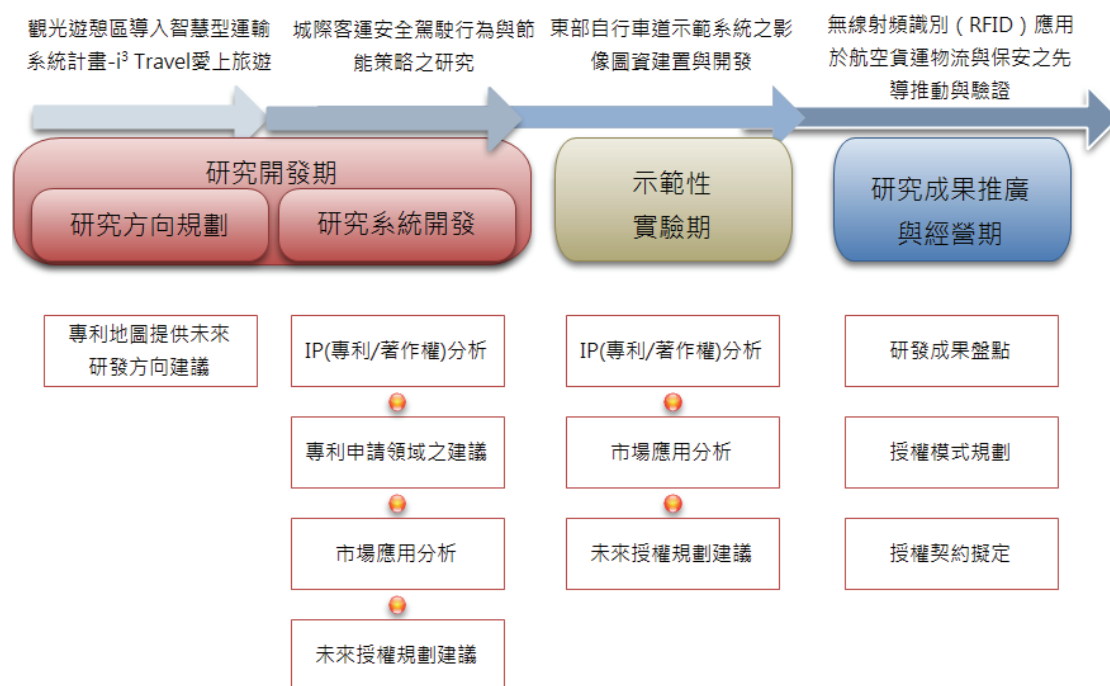 觀光遊憩區導入智慧型運輸
系統計畫-i³ Travel愛上旅遊
城際客運安全駕駛行為與節
能策略之研究
東部自行車道示範系統之影
像圖資建置與開發
無線射頻識別（RFID）應用
於航空貨運物流與保安之先
導推動與驗證
研究開發期
研究方向規劃
研究系統開發
示範性
實驗期
研究成果推廣
與經營期
專利地圖提供未來
研發方向建議
IP(專利/著作權)分析
專利申請領域之建議
市場應用分析
未來授權規劃建議
IP(專利/著作權)分析
市場應用分析
未來授權規劃建議
研發成果盤點
授權模式規劃
授權契約擬定